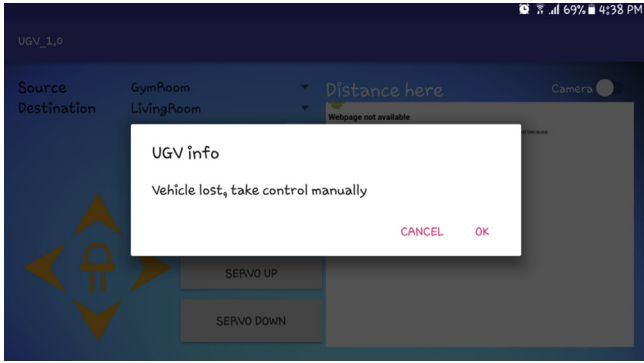 69% 4:38 PM
UGV_1,0
Source GymRoom Distance here Camera
Destination LivingRoom
Webpage not available
because
UGV info
Vehicle lost, take control manually
CANCEL OK
SERVO UP
SERVO DOWN